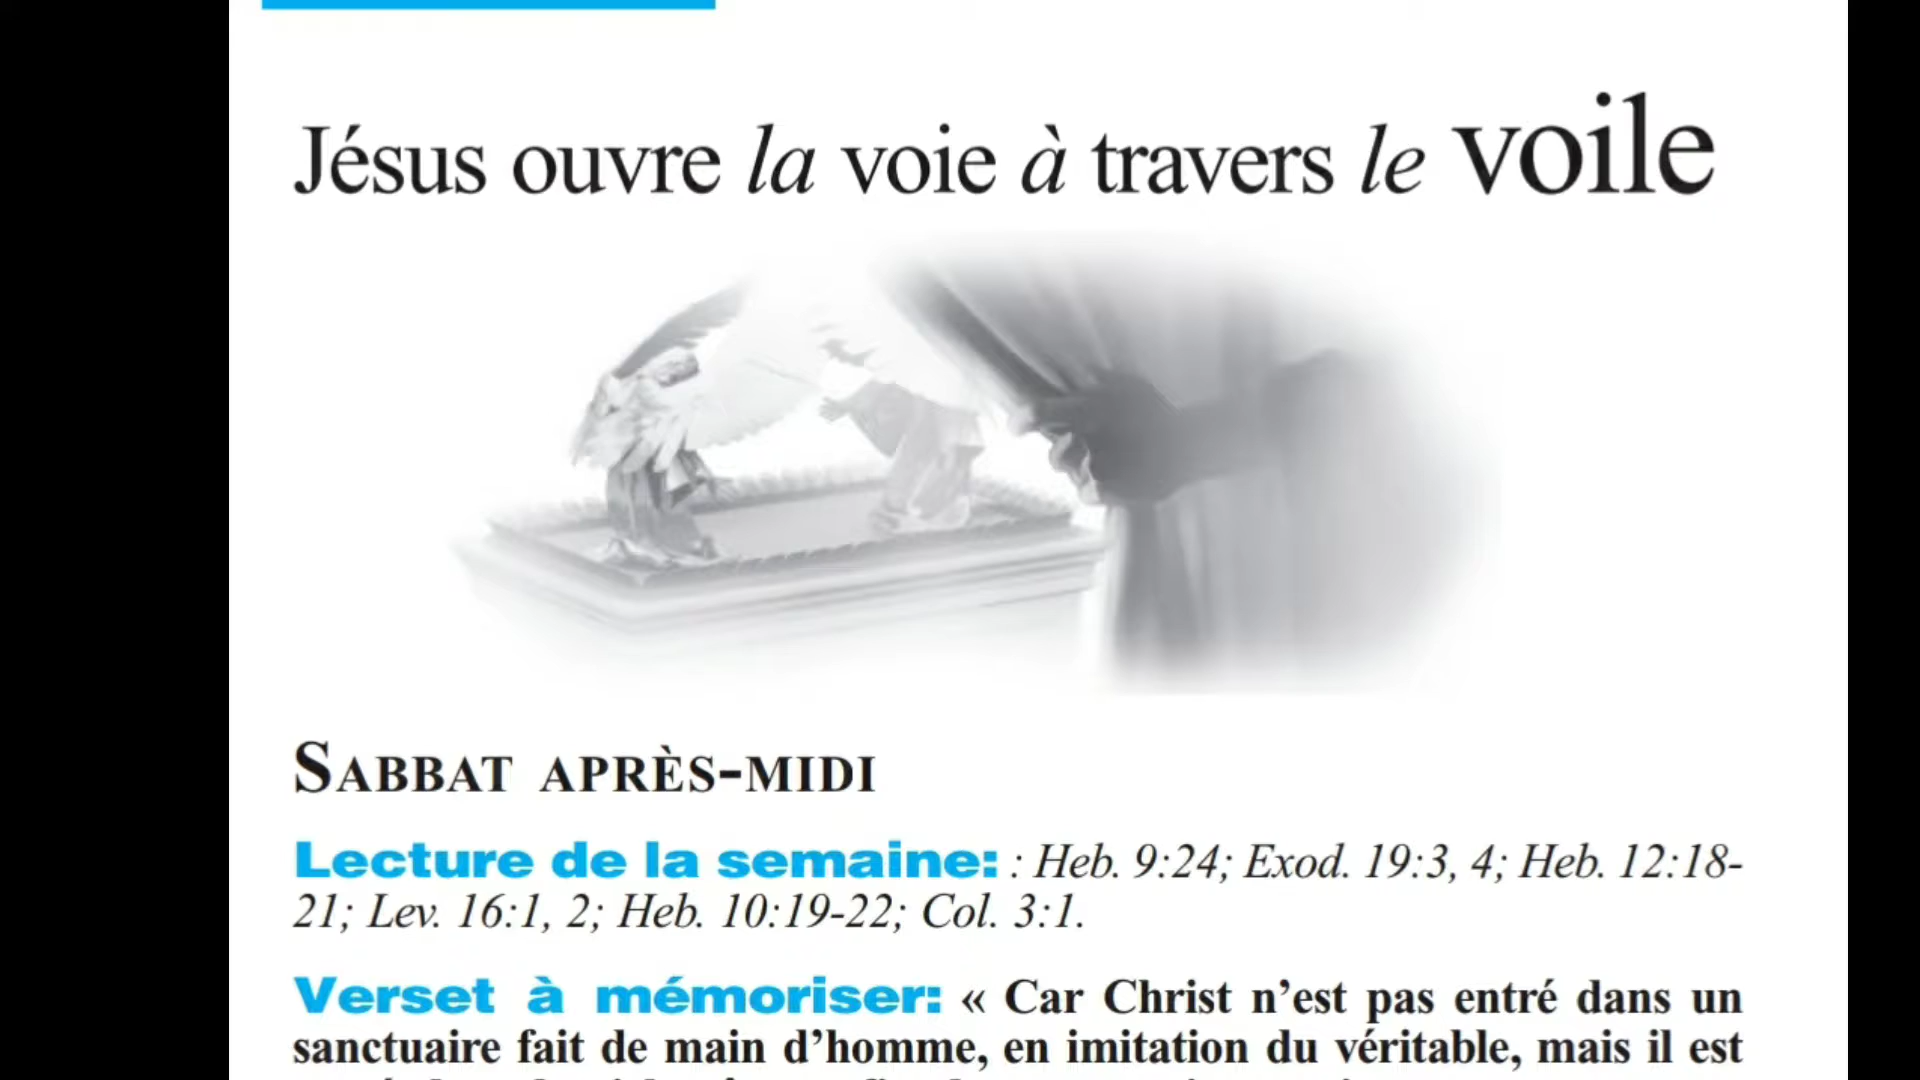 Jésus ouvre la voie à travers le voile
SABBAT APRÈS-MIDI
Lecture de la semaine: : Heb. 9:24; Exod. 19:3, 4; Heb. 12:18-
21; Lev. 16:1, 2; Heb. 10:19-22; Col. 3:1.
Verset à mémoriser: « Car Christ n’est pas entré dans un
sanctuaire fait de main d’homme, en imitation du véritable, mais il est